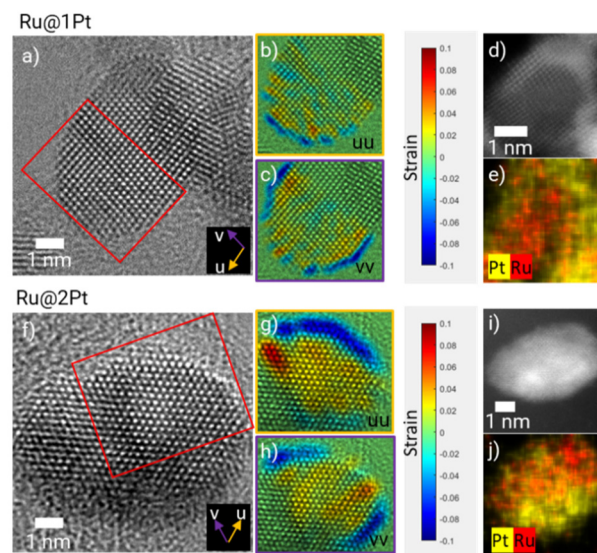 Ru@1Pt
a)
1 nm
v
u
b)
uu
c)
vv
Strain
0.1
0.08
0.06
0.04
0.02
0
-0.02
-0.04
-0.06
-0.08
-0.1
d)
1 nm
e)
Pt Ru
Ru@2Pt
f)
1 nm
v u
g)
uu
h)
vv
Strain
0.1
0.08
0.06
0.04
0.02
0
-0.02
-0.04
-0.06
-0.08
-0.1
i)
1 nm
j)
Pt Ru